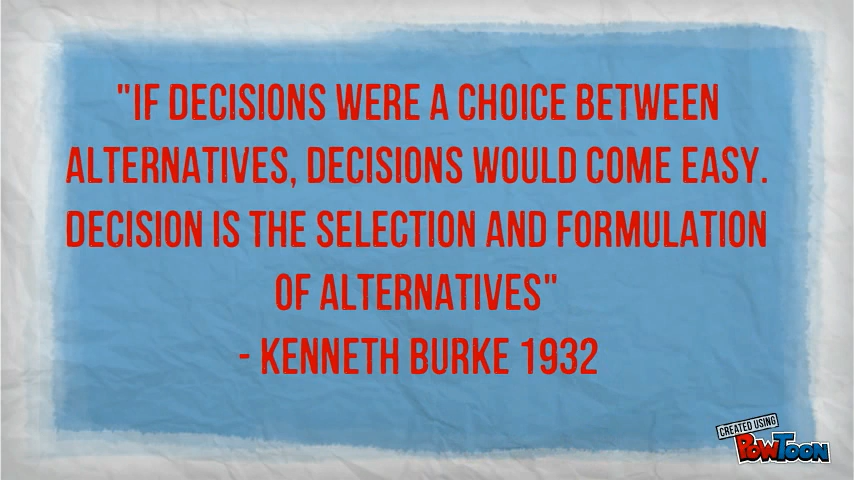 "IF DECISIONS WERE A CHOICE BETWEEN
ALTERNATIVES, DECISIONS WOULD COME EASY.
DECISION IS THE SELECTION AND FORMULATION
OF ALTERNATIVES"
- KENNETH BURKE 1932
CREATED USING
POWTOON